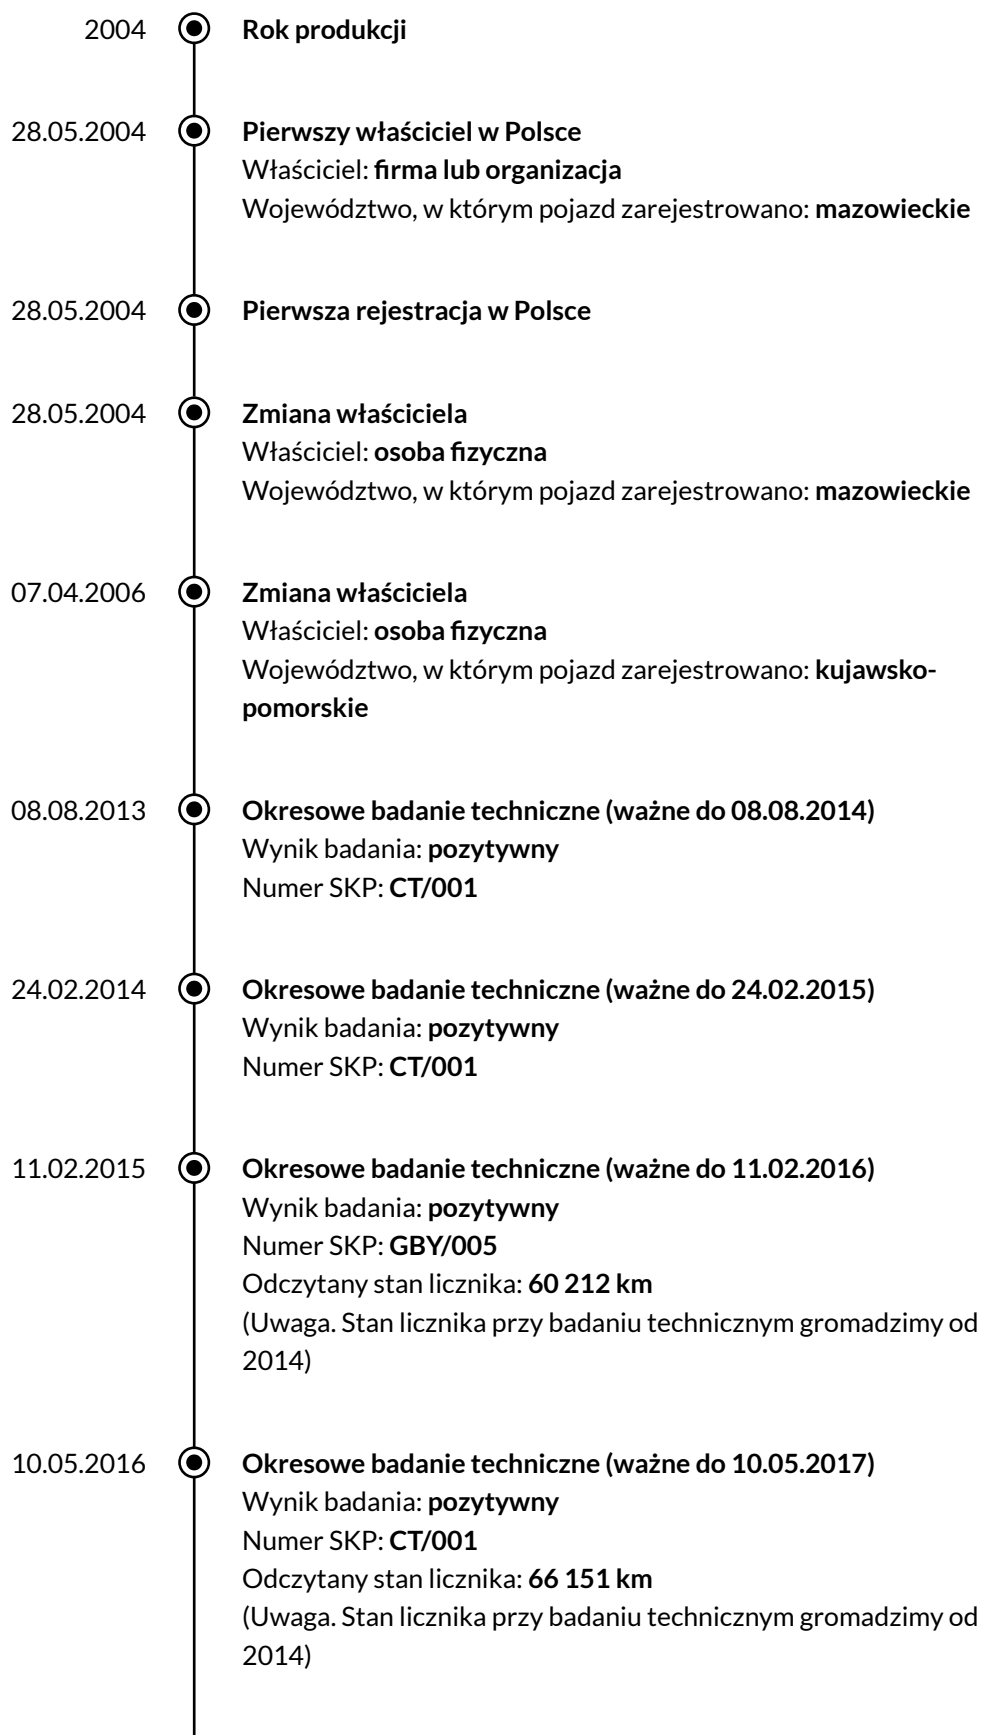 2004 Rok produkcji
28.05.2004 Pierwszy właściciel w Polsce
Właściciel: firma lub organizacja
Województwo, w którym pojazd zarejestrowano: mazowieckie
28.05.2004 Pierwsza rejestracja w Polsce
28.05.2004 Zmiana właściciela
Właściciel: osoba fizyczna
Województwo, w którym pojazd zarejestrowano: mazowieckie
07.04.2006 Zmiana właściciela
Właściciel: osoba fizyczna
Województwo, w którym pojazd zarejestrowano: kujawsko-
pomorskie
08.08.2013 Okresowe badanie techniczne (ważne do 08.08.2014)
Wynik badania: pozytywny
Numer SKP: CT/001
24.02.2014 Okresowe badanie techniczne (ważne do 24.02.2015)
Wynik badania: pozytywny
Numer SKP: CT/001
11.02.2015 Okresowe badanie techniczne (ważne do 11.02.2016)
Wynik badania: pozytywny
Numer SKP: GBY/005
Odczytany stan licznika: 60 212 km
(Uwaga. Stan licznika przy badaniu technicznym gromadzimy od
2014)
10.05.2016 Okresowe badanie techniczne (ważne do 10.05.2017)
Wynik badania: pozytywny
Numer SKP: CT/001
Odczytany stan licznika: 66 151 km
(Uwaga. Stan licznika przy badaniu technicznym gromadzimy od
2014)